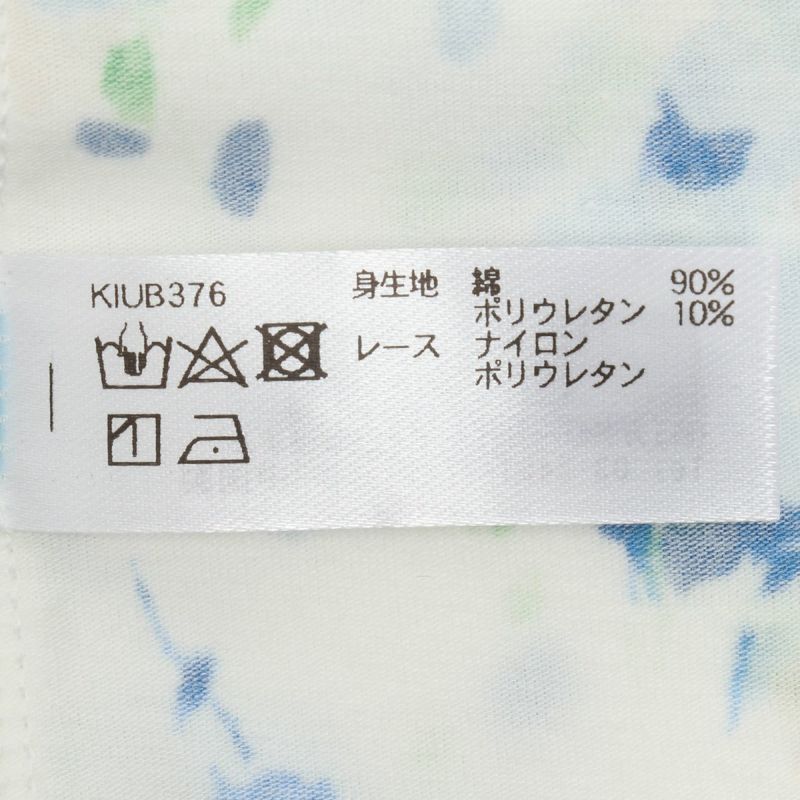 KIUB376
身生地 綿 90%
ポリウレタン 10%
レース ナイロン
ポリウレタン